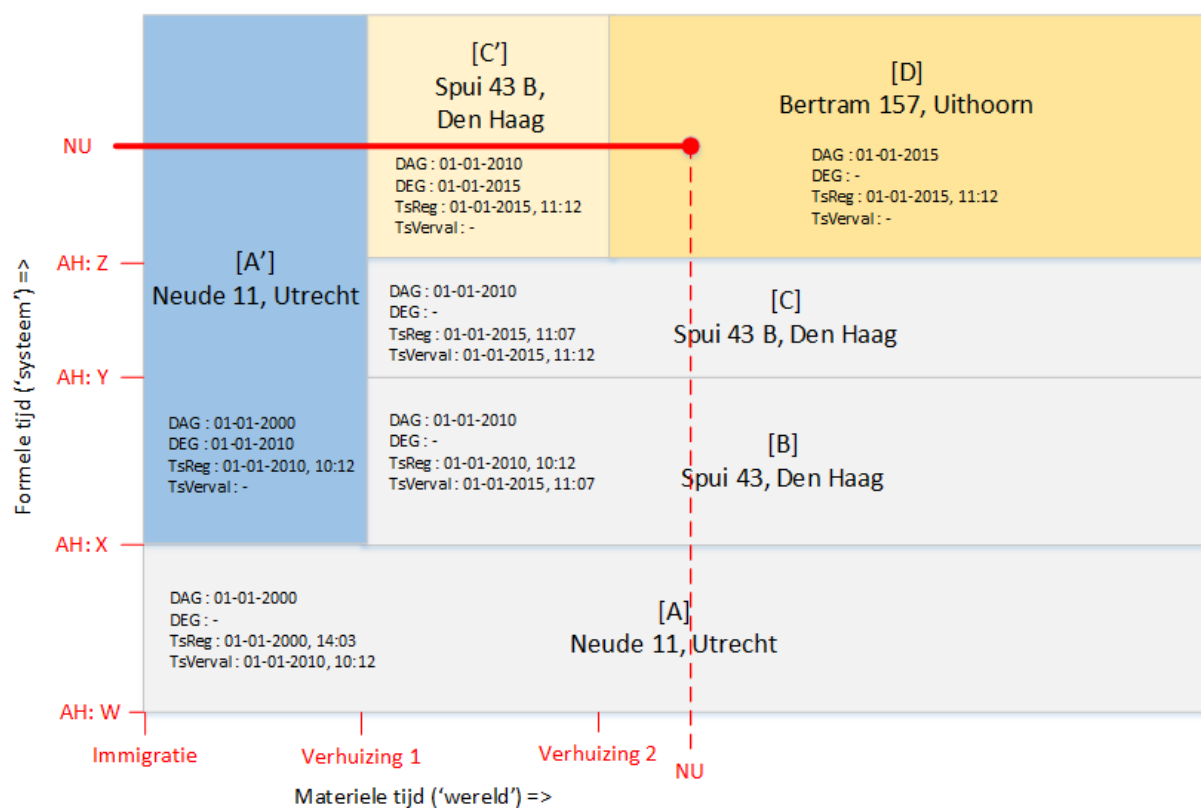 [C’]
Spui 43 B,
Den Haag
DAG : 01-01-2010
DEG : 01-01-2015
TsReg : 01-01-2015, 11:12
TsVerval : -
[D]
Bertram 157, Uithoorn
DAG : 01-01-2015
DEG : -
TsReg : 01-01-2015, 11:12
TsVerval : -
NU
[A’]
Neude 11, Utrecht
DAG : 01-01-2000
DEG : 01-01-2010
TsReg : 01-01-2010, 10:12
TsVerval : -
AH: Z
DAG : 01-01-2010
DEG : -
TsReg : 01-01-2015, 11:07
TsVerval : 01-01-2015, 11:12
[C]
Spui 43 B, Den Haag
AH: Y
DAG : 01-01-2010
DEG : -
TsReg : 01-01-2010, 10:12
TsVerval : 01-01-2015, 11:07
[B]
Spui 43, Den Haag
AH: X
DAG : 01-01-2000
DEG : -
TsReg : 01-01-2000, 14:03
TsVerval : 01-01-2010, 10:12
[A]
Neude 11, Utrecht
AH: W
Formele tijd (‘systeem’) =>
Immigratie
Verhuizing 1
Verhuizing 2
NU
Materiele tijd (‘wereld’) =>